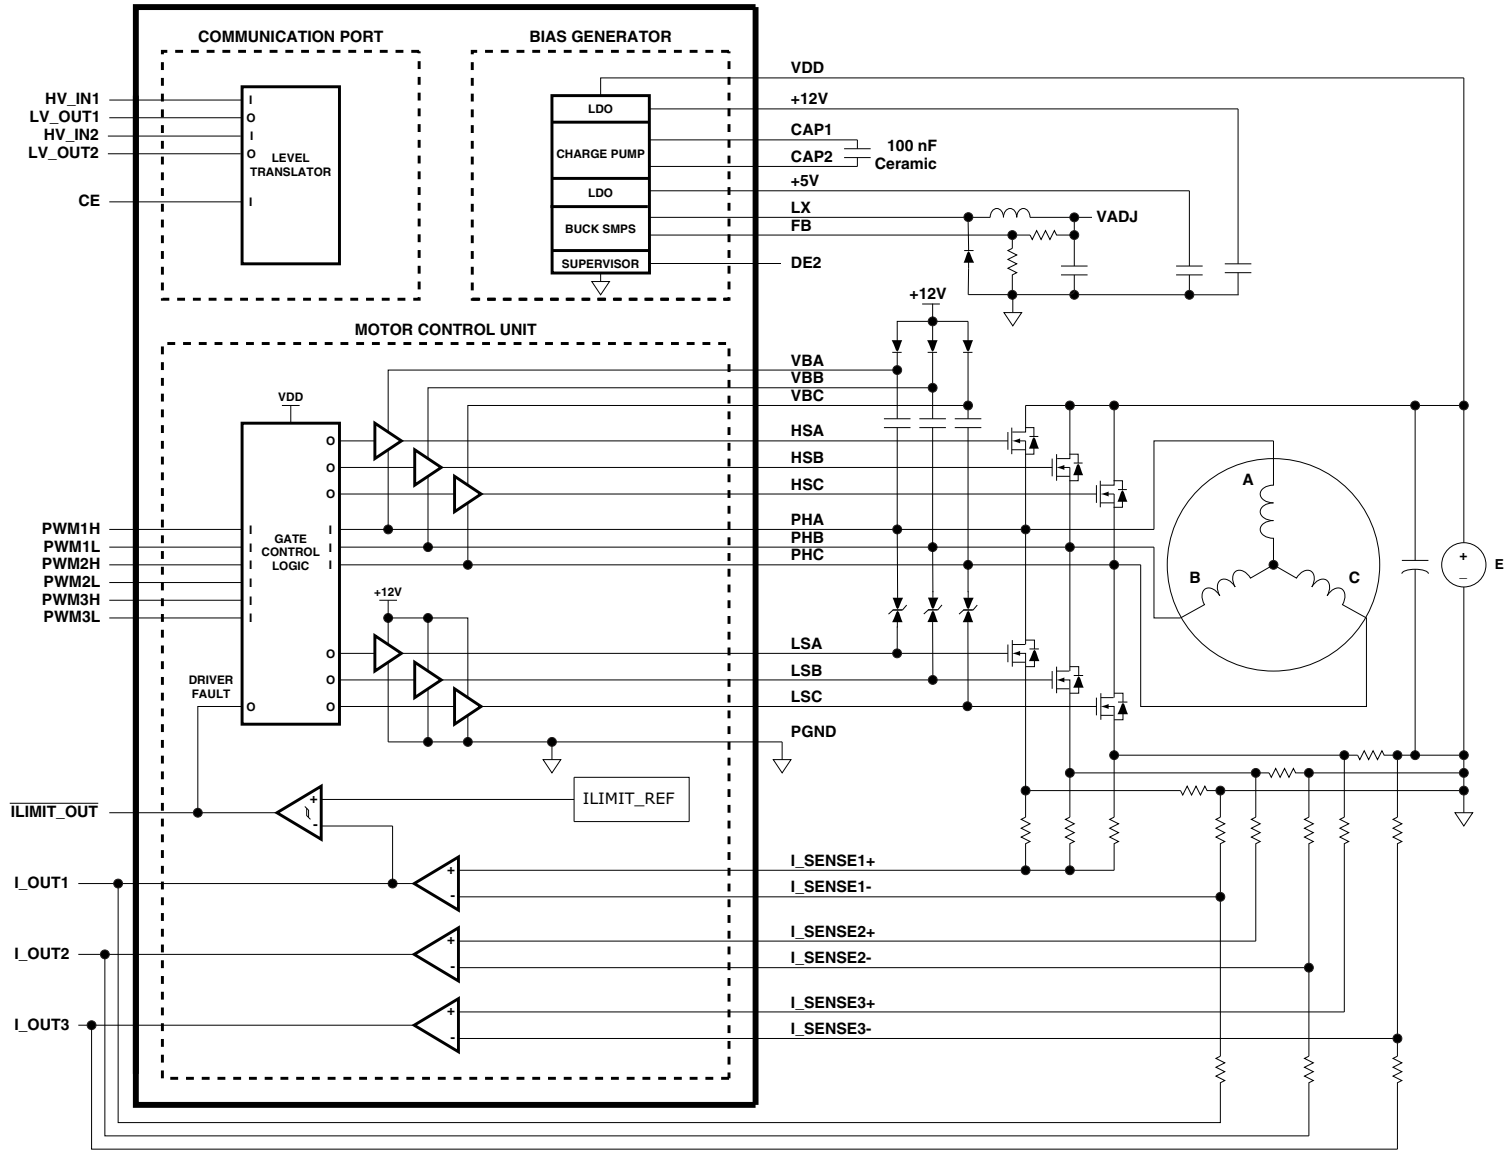 COMMUNICATION PORT
BIAS GENERATOR
HV_IN1
LV_OUT1
HV_IN2
LV_OUT2
CE
I
O
I
O
I
LEVEL
TRANSLATOR
LDO
CHARGE PUMP
LDO
BUCK SMPS
SUPERVISOR
VDD
+12V
CAP1
CAP2
100 nF
Ceramic
+5V
LX
FB
VADJ
DE2
+12V
MOTOR CONTROL UNIT
VDD
PWM1H
PWM1L
PWM2H
PWM2L
PWM3H
PWM3L
I
I
I
I
I
I
GATE
CONTROL
LOGIC
O
O
O
I
I
I
O
O
O
O
DRIVER
FAULT
+12V
VBA
VBB
VBC
HSA
HSB
HSC
PHA
PHB
PHC
LSA
LSB
LSC
PGND
A
B
C
+
–
E
ILIMIT_OUT
+
-
ILIMIT_REF
I_OUT1
+
-
I_SENSE1+
I_SENSE1-
I_OUT2
+
-
I_SENSE2+
I_SENSE2-
I_OUT3
+
-
I_SENSE3+
I_SENSE3-